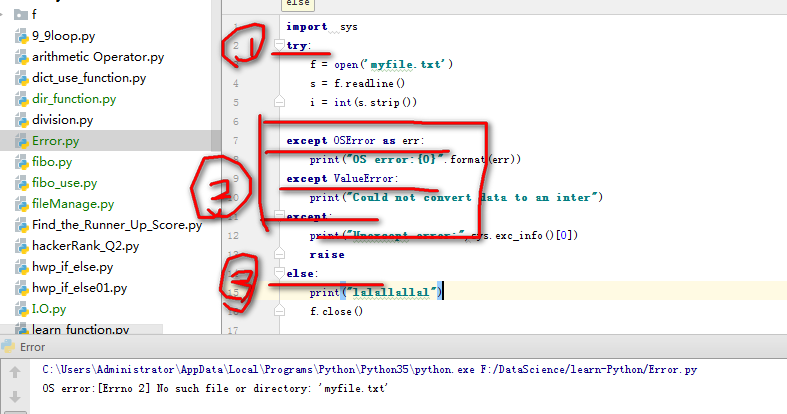 else
f
9_9loop.py
arithmetic Operator.py
dict_use_function.py
dir_function.py
division.py
Error.py
fibo.py
fibo_use.py
fileManage.py
Find_the_Runner_Up_Score.py
hackerRank_Q2.py
hwp_if_else.py
hwp_if_else01.py
I.O.py
learn_function.py
1 import sys
2 try:
3 f = open('myfile.txt')
4 s = f.readline()
5 i = int(s.strip())
6
7 except OSError as err:
8 print("OS error:{0}".format(err))
9 except ValueError:
10 print("Could not convert data to an inter")
11 except:
12 print("Unexcept error:",sys.exc_info()[0])
13 raise
14 else:
15 print("lalallallal")
16 f.close()
17
1
2
3
Error
C:\Users\Administrator\AppData\Local\Programs\Python\Python35\python.exe F:/DataScience/learn-Python/Error.py
OS error:[Errno 2] No such file or directory: 'myfile.txt'